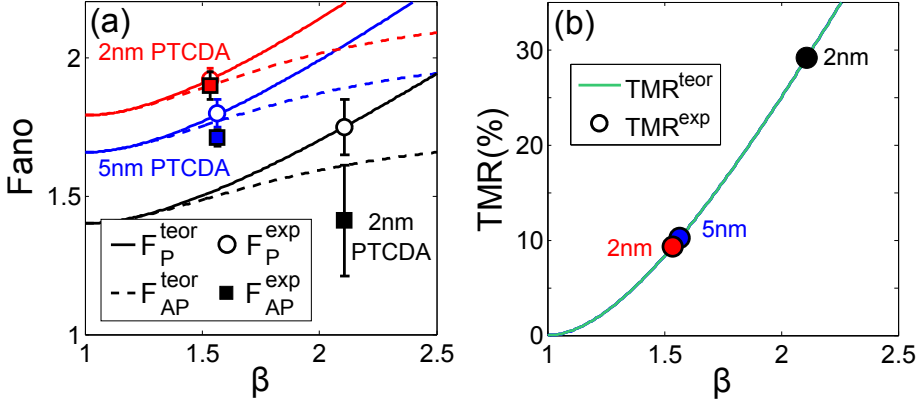 (a)
2nm PTCDA
5nm PTCDA
2nm
PTCDA
F_P^teor
F_P^exp
F_AP^teor
F_AP^exp
Fano
2
1.5
1
1
1.5
2
2.5
β
(b)
2nm
TMR^teor
TMR^exp
5nm
2nm
TMR(%)
30
20
10
0
1
1.5
2
2.5
β